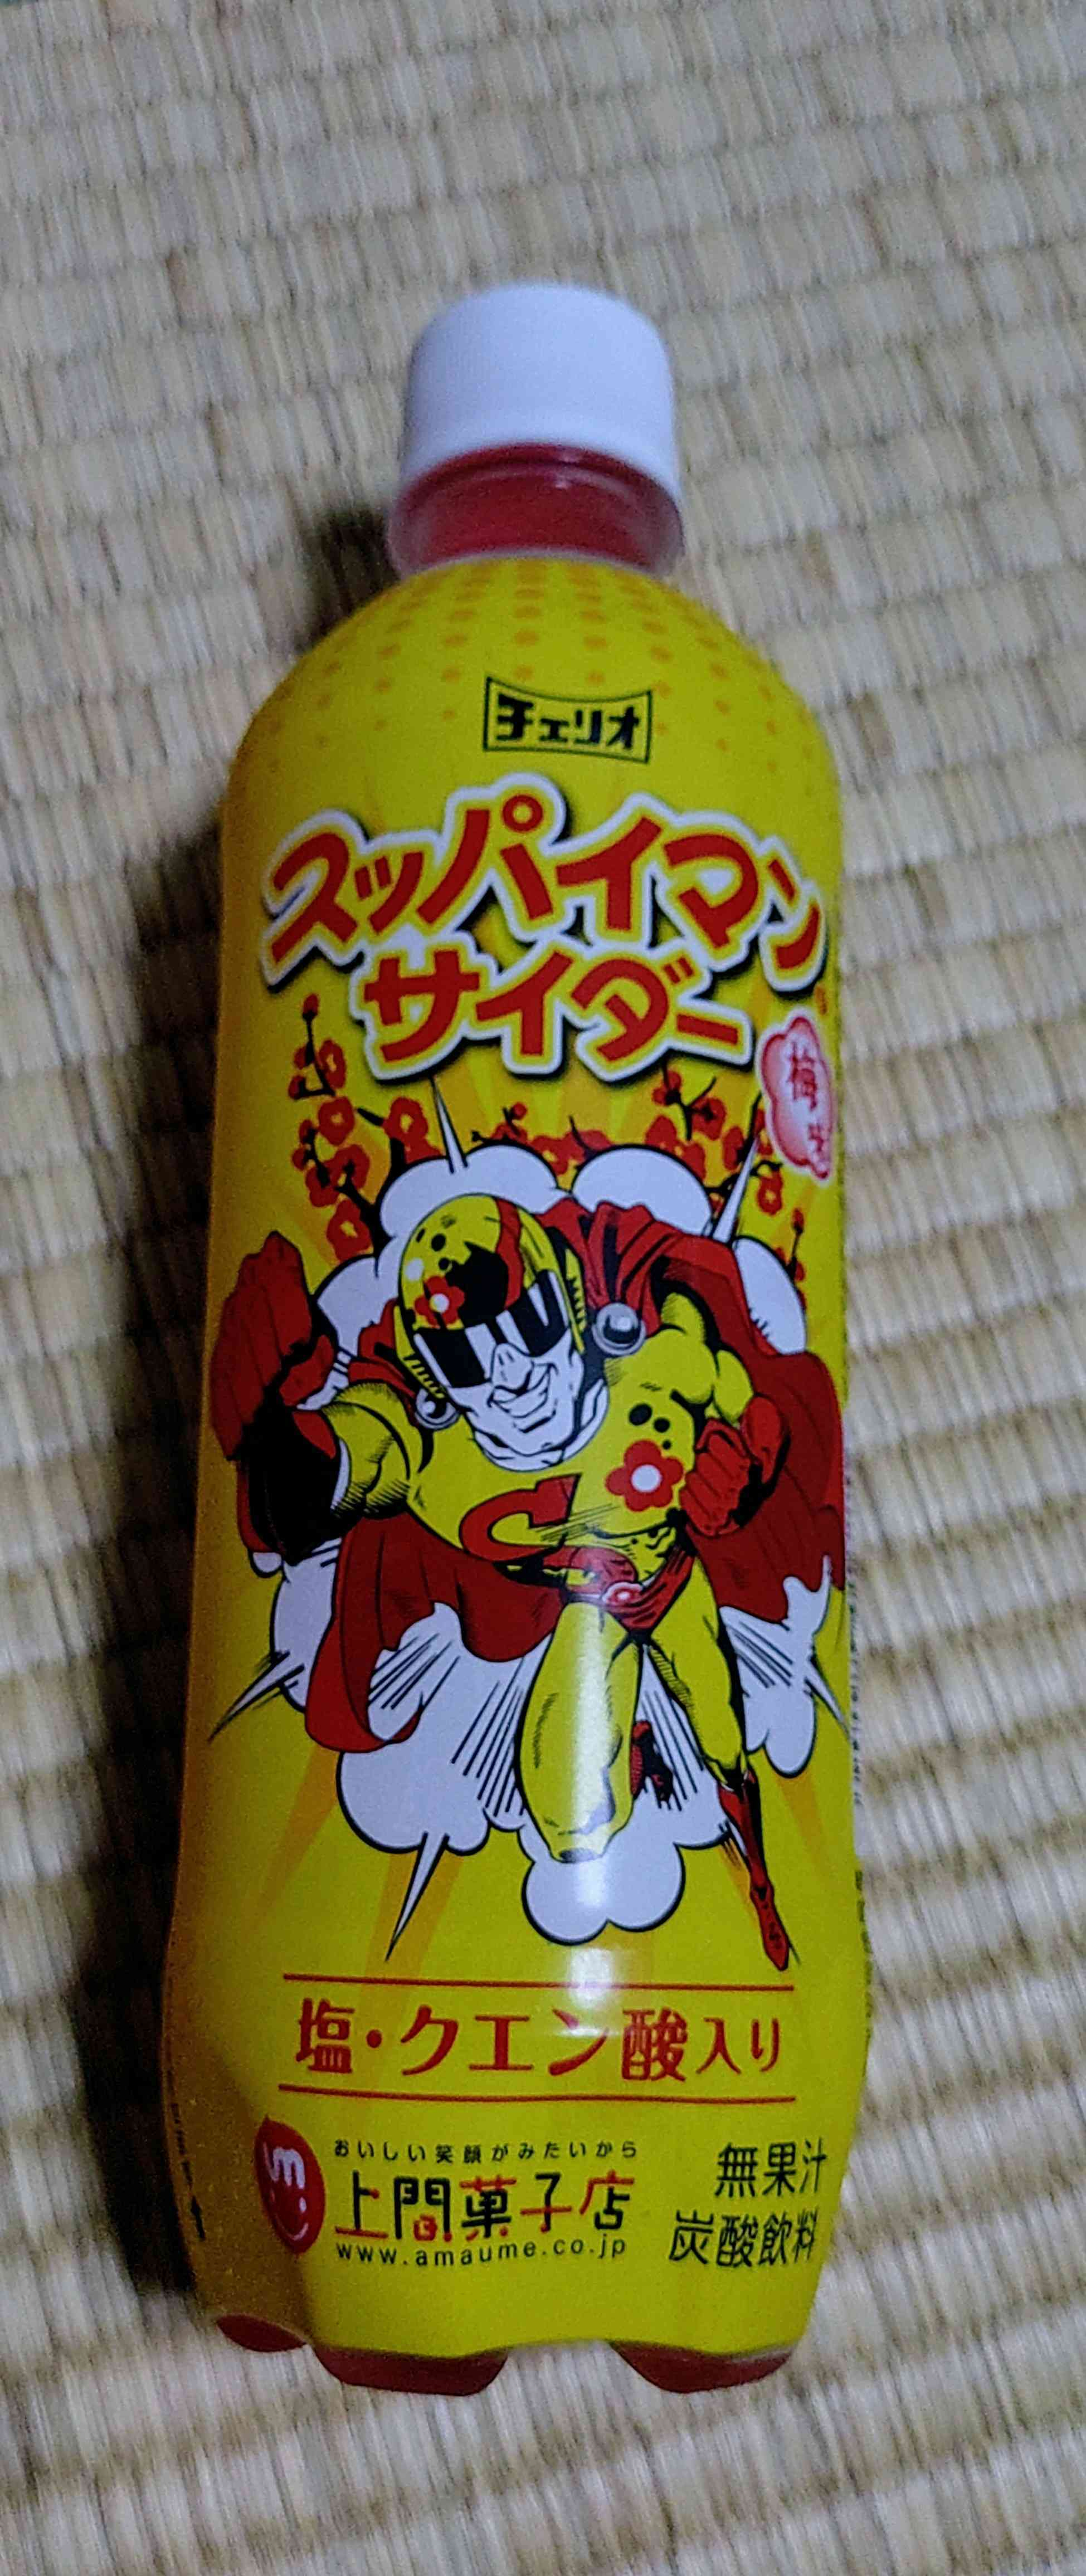 チェリオ
スッパイマン
サイダー
梅味
塩・クエン酸入り
おいしい笑顔がみたいから
上間菓子店
www.amaume.co.jp
無果汁
炭酸飲料